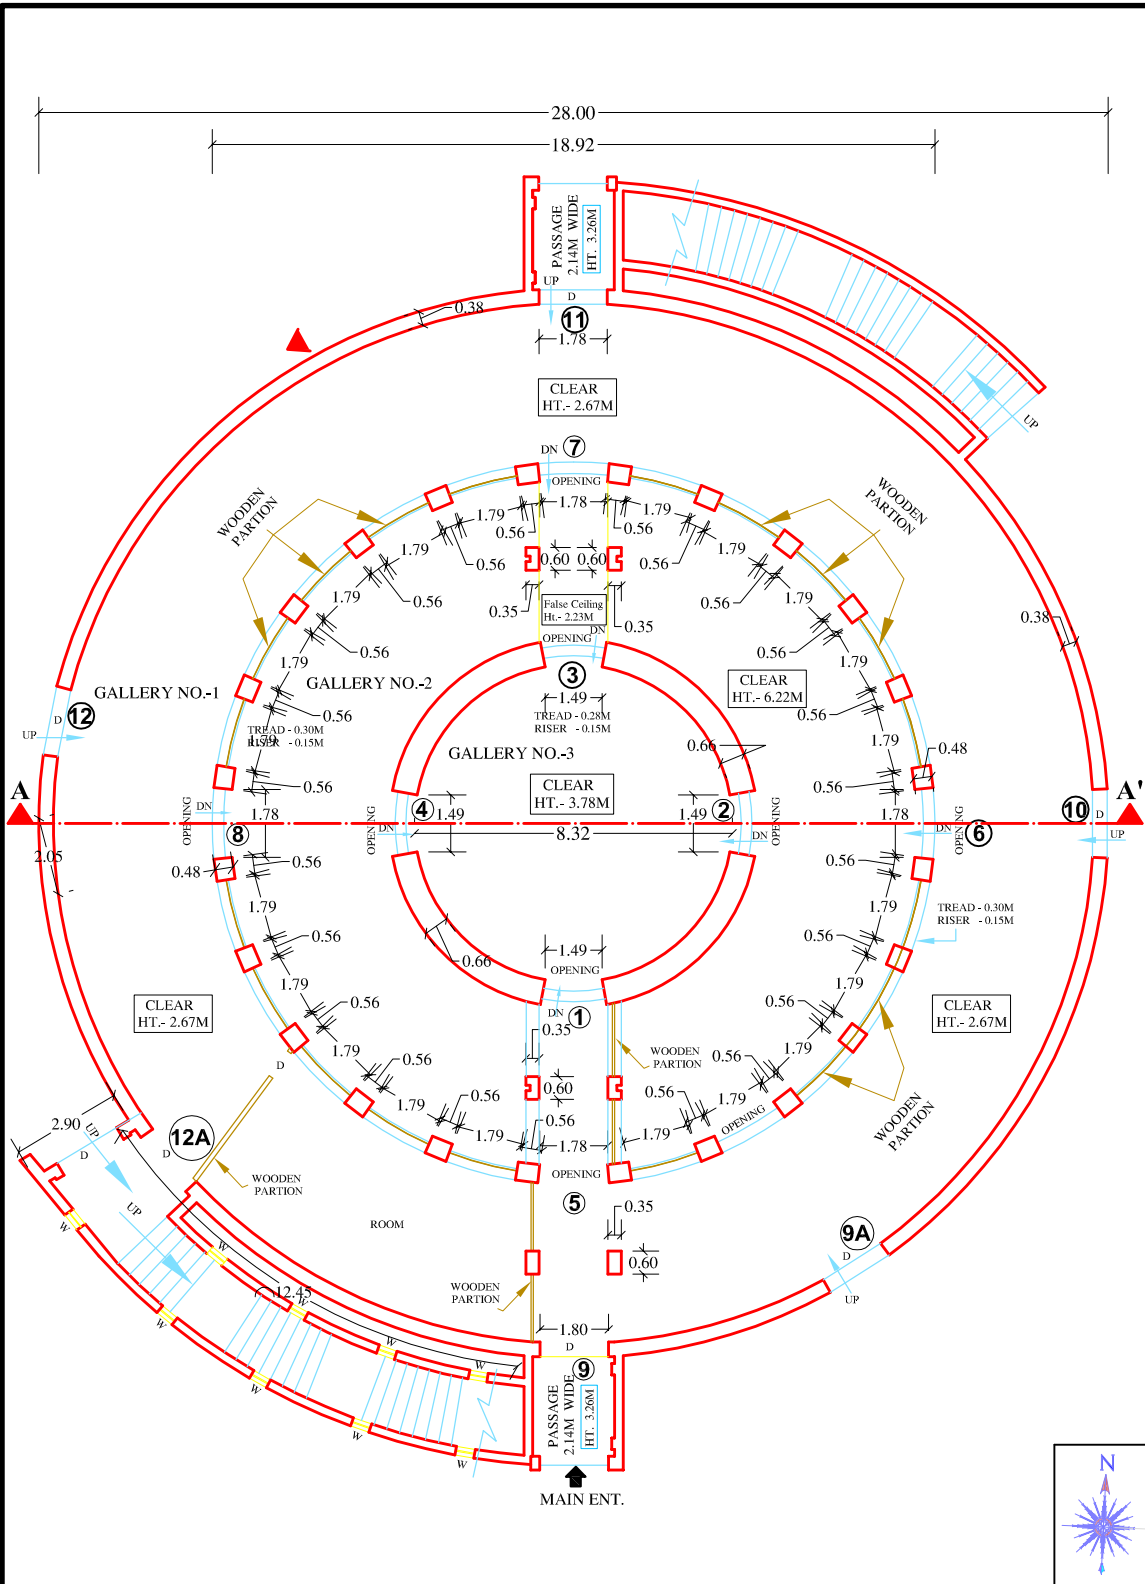 28.00
18.92
PASSAGE
2.14M WIDE
HT. 3.26M
UP
D
11
1.78
0.38
CLEAR
HT.- 2.67M
UP
DN
7
OPENING
WOODEN
PARTION
WOODEN
PARTION
1.79
0.56
1.78
0.56
1.79
1.79
0.56
0.60
0.60
0.56
1.79
1.79
0.56
0.35
False Ceiling
Ht.- 2.23M
0.35
0.56
1.79
0.38
DN
OPENING
1.79
0.56
0.56
1.79
GALLERY NO.-1
GALLERY NO.-2
3
CLEAR
HT.- 6.22M
1.49
TREAD - 0.28M
RISER - 0.15M
D
12
UP
0.56
TREAD - 0.30M
RISER - 0.15M
1.79
GALLERY NO.-3
0.66
0.56
1.79
0.48
A
0.56
CLEAR
HT.- 3.78M
0.56
A'
OPENING
DN
8
1.78
OPENING
4
DN
1.49
8.32
1.49
2
DN
OPENING
1.78
DN
6
OPENING
10
D
UP
2.05
0.48
0.56
0.56
1.79
1.79
TREAD - 0.30M
RISER - 0.15M
0.56
0.66
1.49
OPENING
0.56
1.79
1.79
CLEAR
HT.- 2.67M
0.56
DN
1
0.35
0.56
CLEAR
HT.- 2.67M
1.79
WOODEN
PARTION
1.79
D
0.56
0.60
0.56
2.90
UP
D
12A
D
1.79
0.56
0.56
1.79
OPENING
WOODEN
PARTION
1.79
0.56
1.78
1.79
WOODEN
PARTION
OPENING
5
UP
ROOM
0.35
9A
D
W
W
0.60
WOODEN
PARTION
UP
12.45
W
W
1.80
D
W
W
9
W
W
W
W
PASSAGE
2.14M WIDE
HT. 3.26M
MAIN ENT.
N